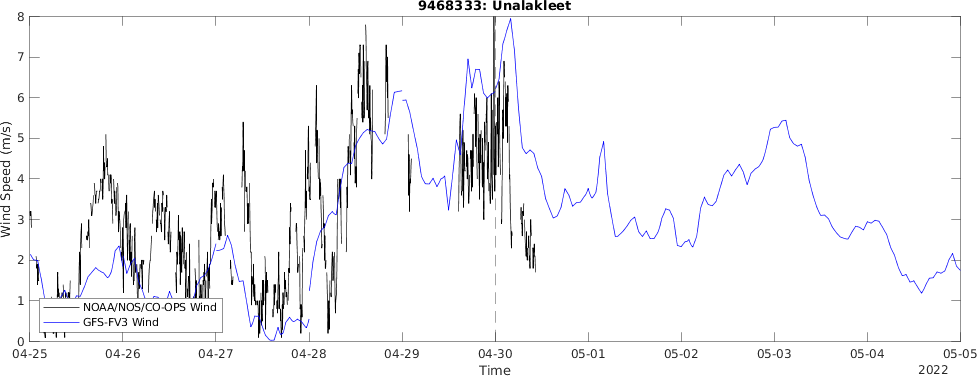 9468333: Unalakleet
Wind Speed (m/s)
8
7
6
5
4
3
2
1
0
NOAA/NOS/CO-OPS Wind
GFS-FV3 Wind
04-25 04-26 04-27 04-28 04-29 04-30 05-01 05-02 05-03 05-04 05-05
Time
2022